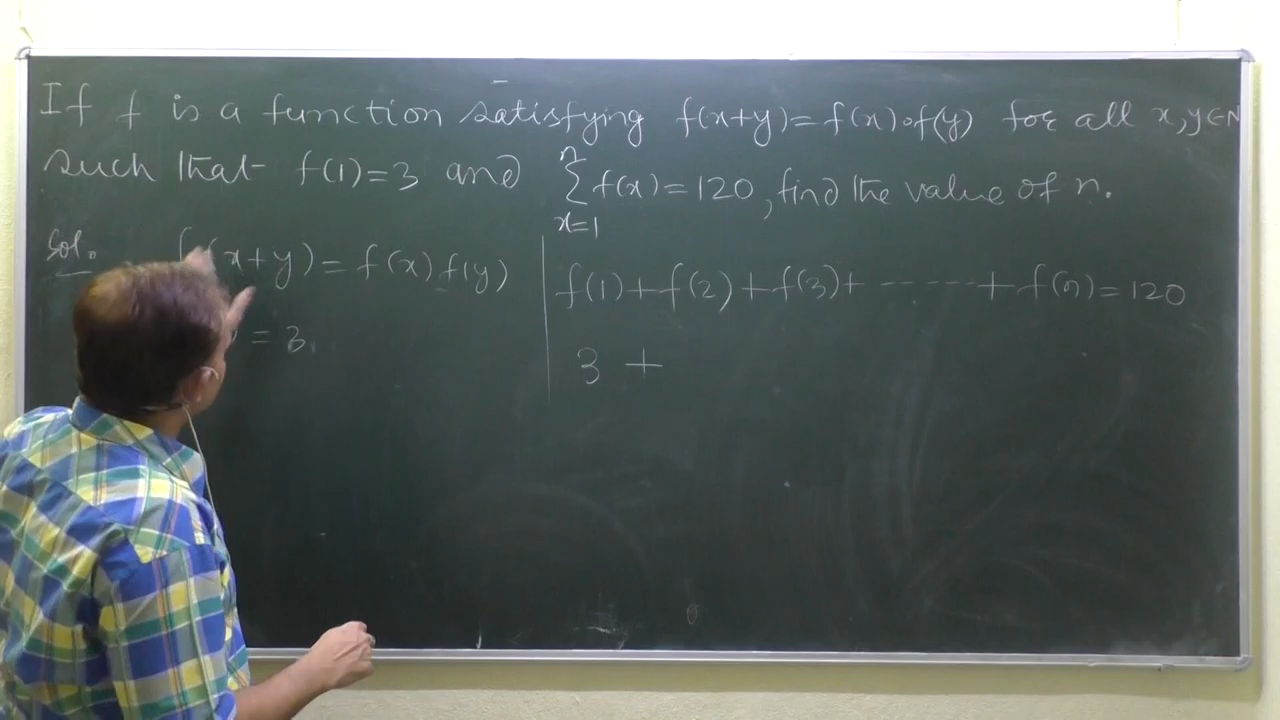 If f is a function satisfying f(x+y)=f(x)∘f(y) for all x,y∈N
such that f(1)=3 and \sum_{x=1}^{n} f(x)=120, find the value of n.
Sol. f(x+y)=f(x)f(y)
= 3.
f(1)+f(2)+f(3)+------+f(n)=120
3 +